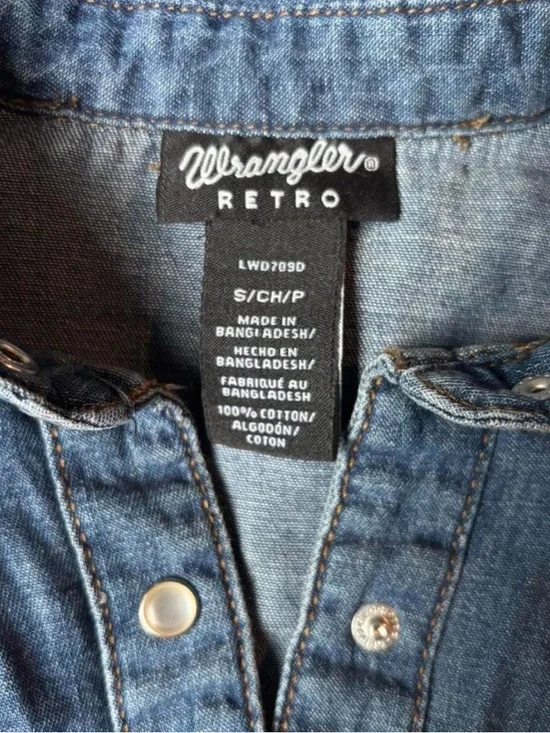 Wrangler®
RETRO
LWD709D
S/CH/P
MADE IN
BANGLADESH/
HECHO EN
BANGLADESH/
FABRIQUÉ AU
BANGLADESH
100% COTTON/
ALGODÓN/
COTON